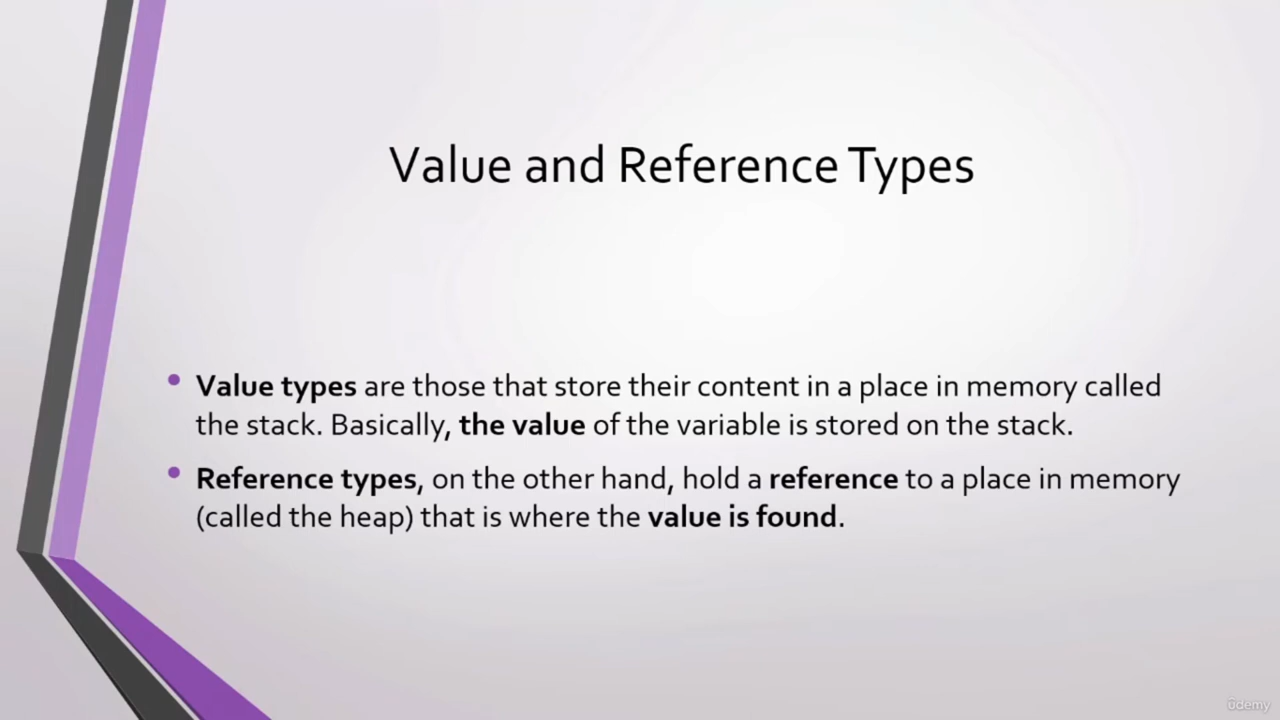 Value and Reference Types
• Value types are those that store their content in a place in memory called
the stack. Basically, the value of the variable is stored on the stack.
• Reference types, on the other hand, hold a reference to a place in memory
(called the heap) that is where the value is found.
ûdemy